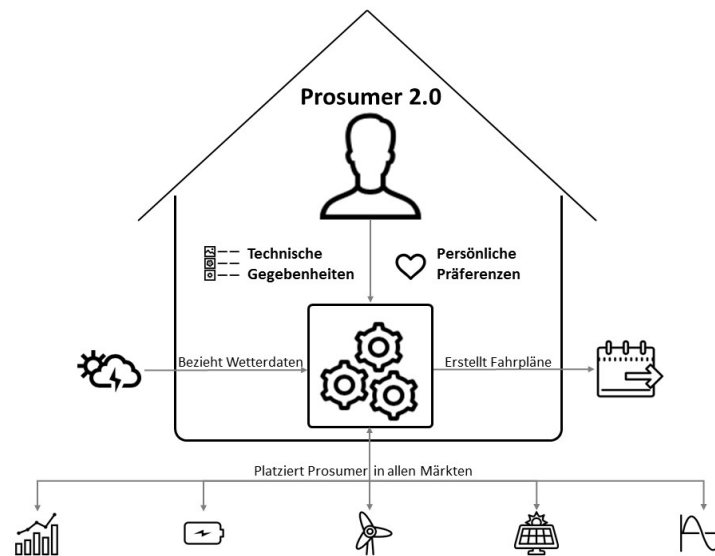 Prosumer 2.0
Technische
Gegebenheiten
Persönliche
Präferenzen
Bezieht Wetterdaten
Erstellt Fahrpläne
Platziert Prosumer in allen Märkten